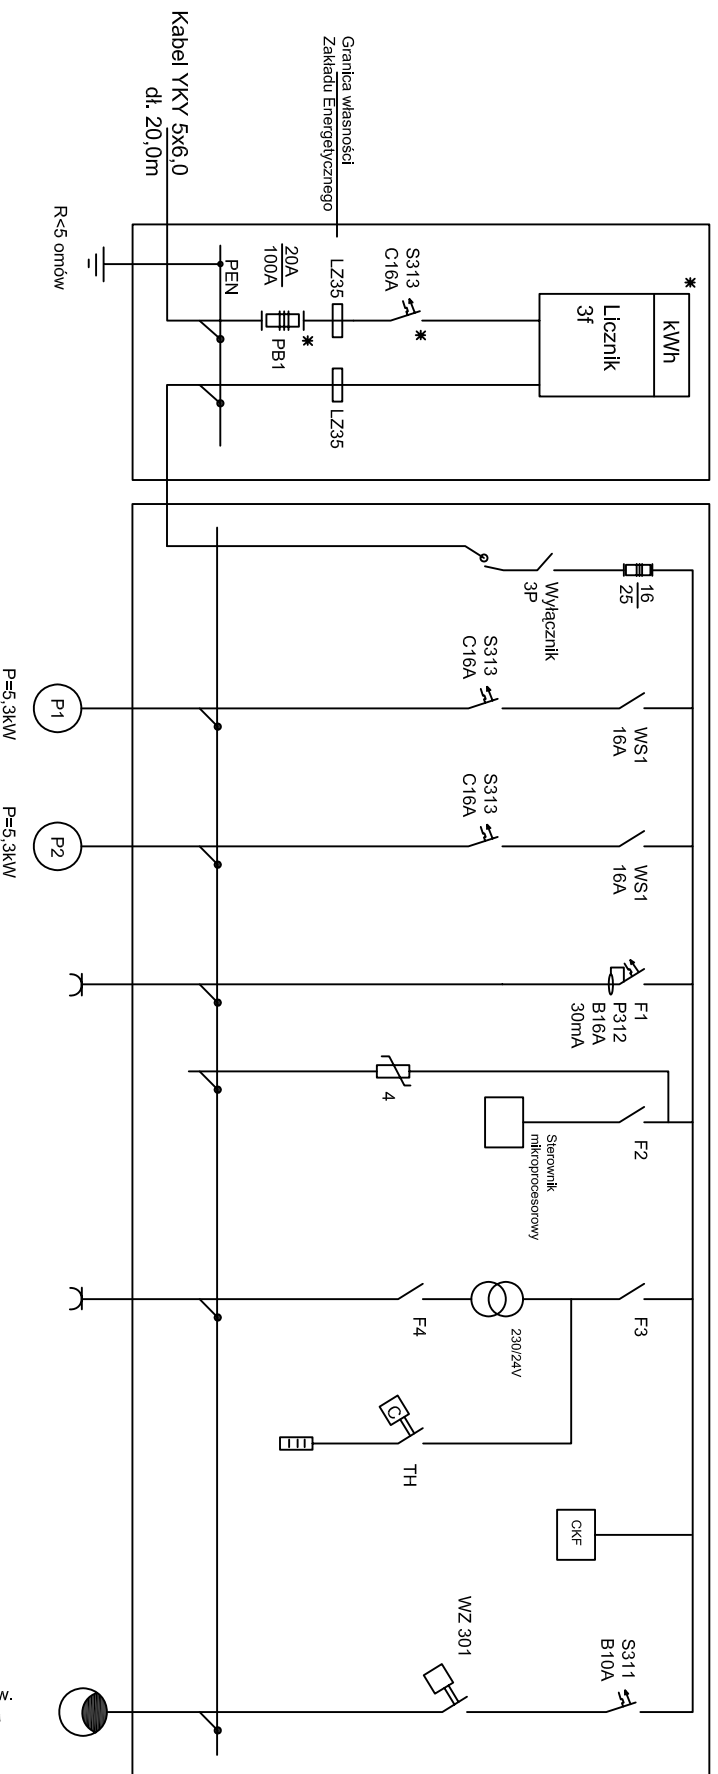 Kabel YKY 5x6,0
dł. 20,0m
Granica własności
Zakładu Energetycznego
R<5 omów
PEN
20A
100A
PB1
LZ35
LZ35
S313
C16A
kWh
Licznik
3f
16
25
Wyłącznik
3P
S313
C16A
WS1
16A
P1
P=5,3kW
S313
C16A
WS1
16A
P2
P=5,3kW
F1
P312
B16A
30mA
4
F2
Sterownik
mikroprocesorowy
F3
230/24V
F4
C
TH
CKF
WZ 301
S311
B10A
w.